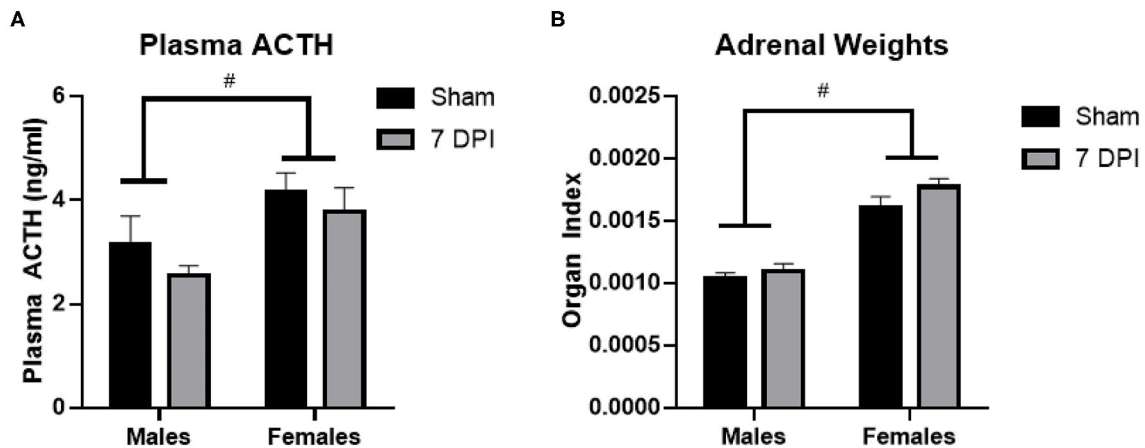 A
Plasma ACTH
#
Sham
7 DPI
Plasma ACTH (ng/ml)
6
4
2
0
Males
Females
B
Adrenal Weights
#
Sham
7 DPI
Organ Index
0.0025
0.0020
0.0015
0.0010
0.0005
0.0000
Males
Females